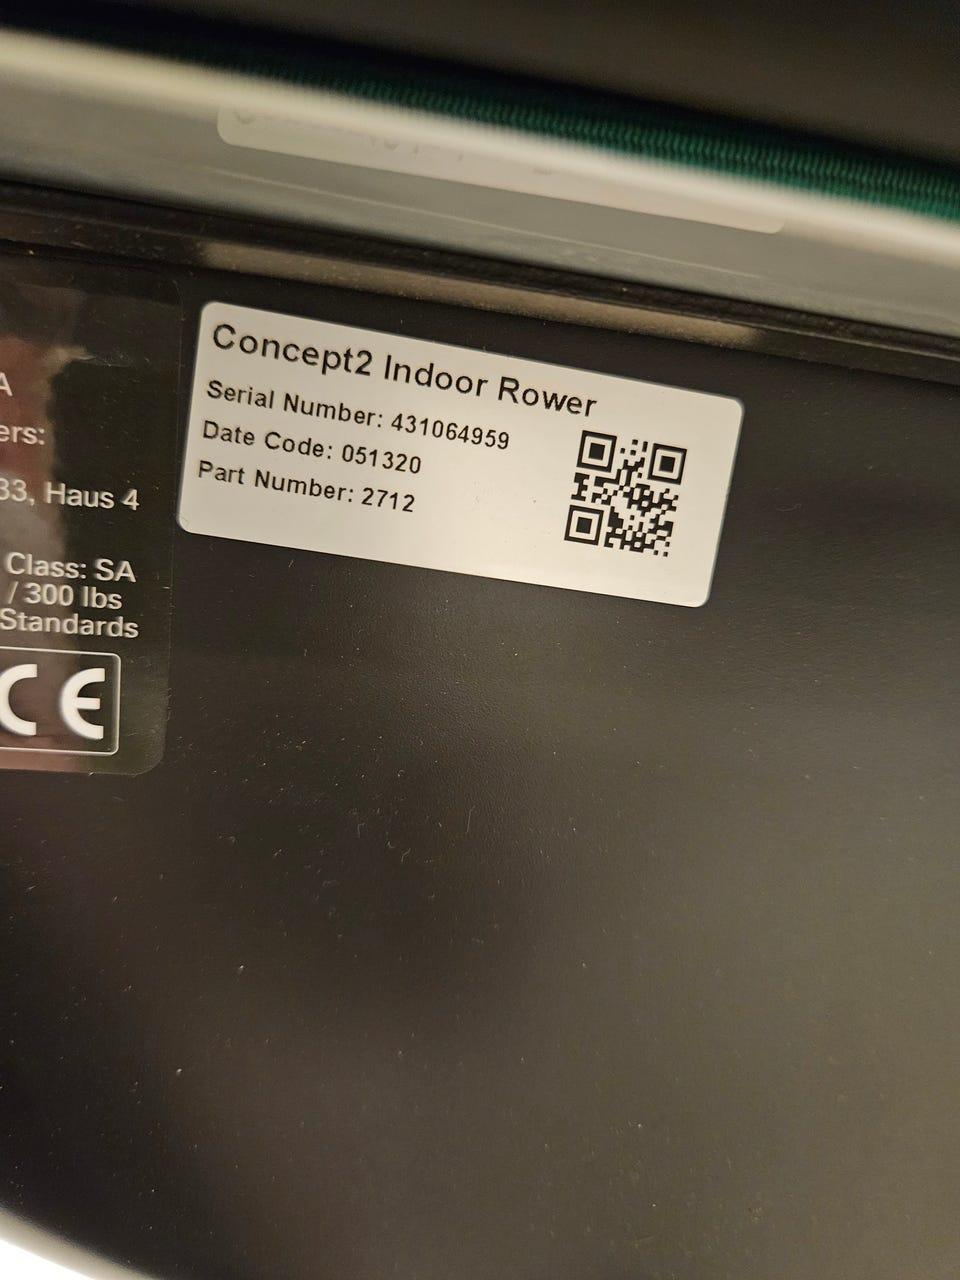 Concept2 Indoor Rower
Serial Number: 431064959
Date Code: 051320
Part Number: 2712
A
ers:
33, Haus 4
Class: SA
/ 300 lbs
Standards
CE